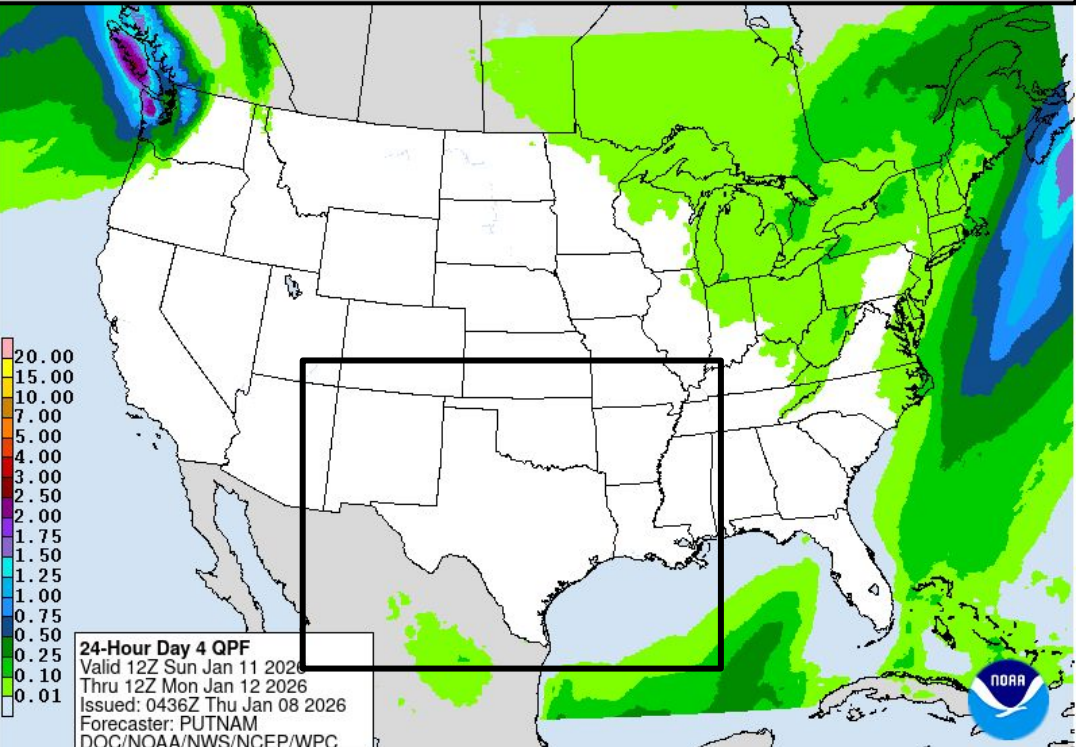 20.00
15.00
10.00
7.00
5.00
4.00
3.00
2.50
2.00
1.75
1.50
1.25
1.00
0.75
0.50
0.25
0.10
0.01
24-Hour Day 4 QPF
Valid 12Z Sun Jan 11 2026
Thru 12Z Mon Jan 12 2026
Issued: 0436Z Thu Jan 08 2026
Forecaster: PUTNAM
DOC/NOAA/NWS/NCEP/WPC
NOAA